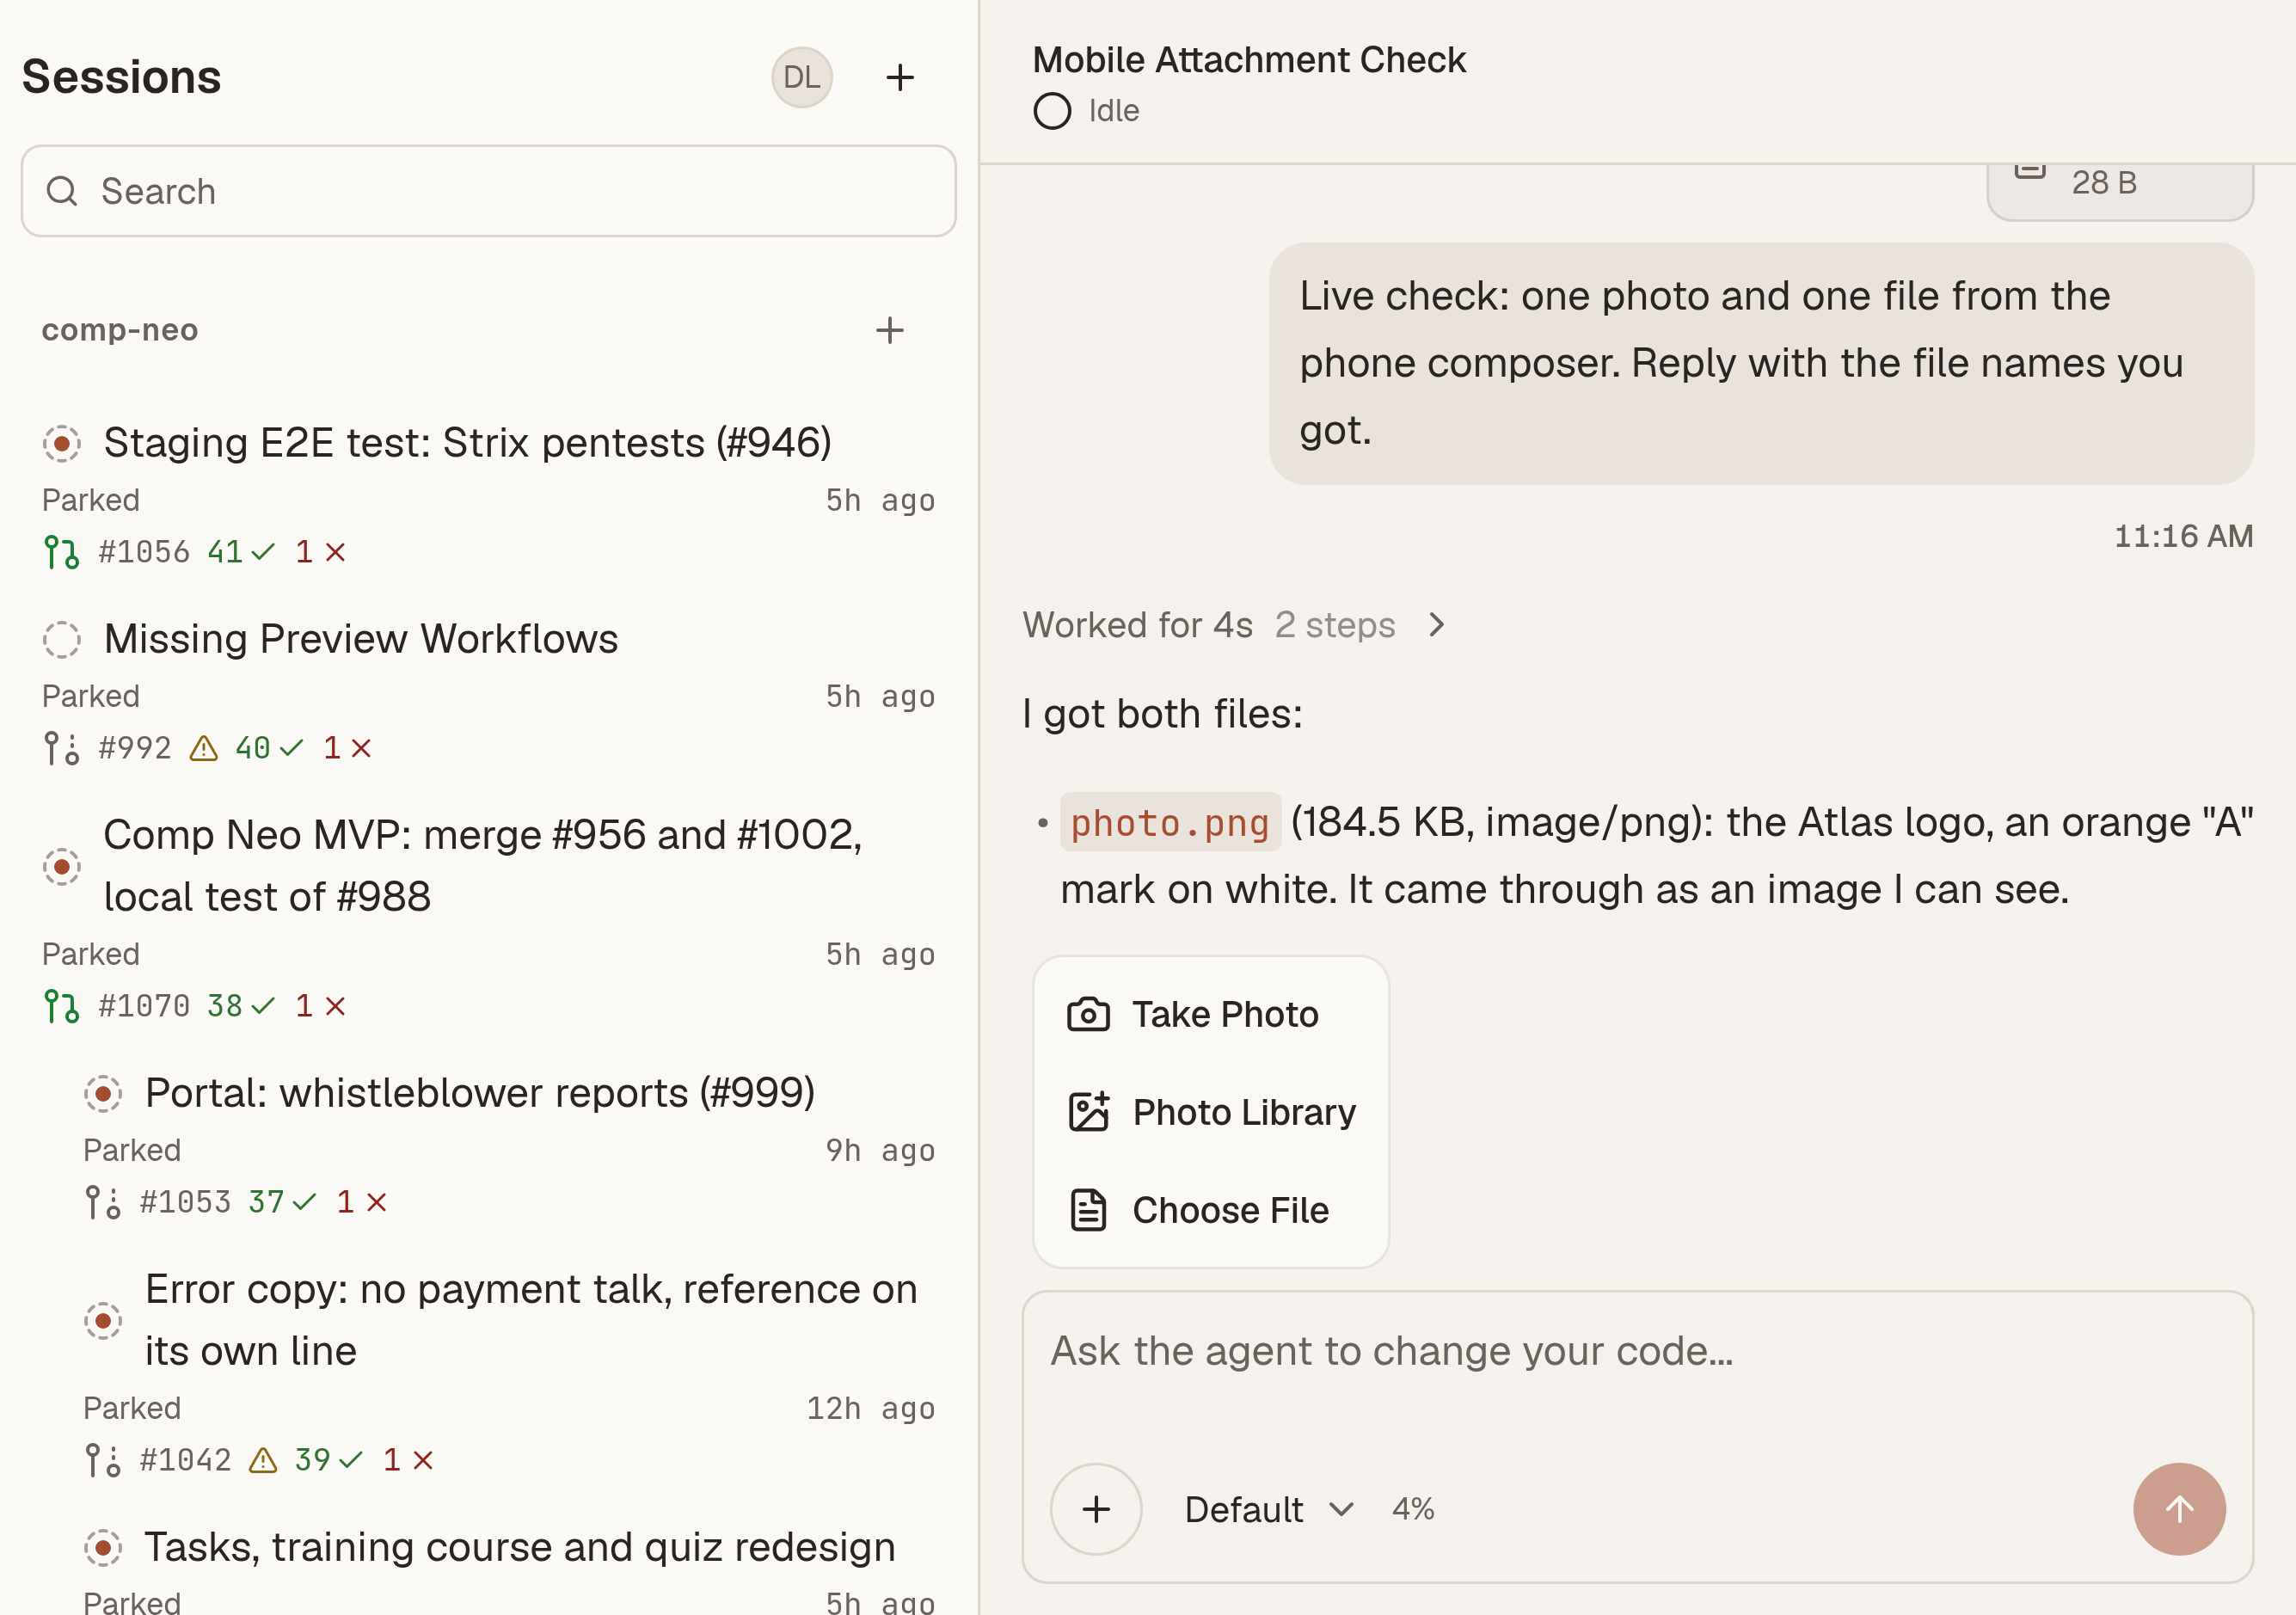 Sessions
DL
Search
comp-neo
Staging E2E test: Strix pentests (#946)
Parked 5h ago
#1056 41 1
Missing Preview Workflows
Parked 5h ago
#992 40 1
Comp Neo MVP: merge #956 and #1002,
local test of #988
Parked 5h ago
#1070 38 1
Portal: whistleblower reports (#999)
Parked 9h ago
#1053 37 1
Error copy: no payment talk, reference on
its own line
Parked 12h ago
#1042 39 1
Tasks, training course and quiz redesign
Parked 5h ago
Mobile Attachment Check
Idle
28 B
Live check: one photo and one file from the
phone composer. Reply with the file names you
got.
11:16 AM
Worked for 4s 2 steps
I got both files:
• photo.png (184.5 KB, image/png): the Atlas logo, an orange "A"
mark on white. It came through as an image I can see.
Take Photo
Photo Library
Choose File
Ask the agent to change your code...
Default 4%